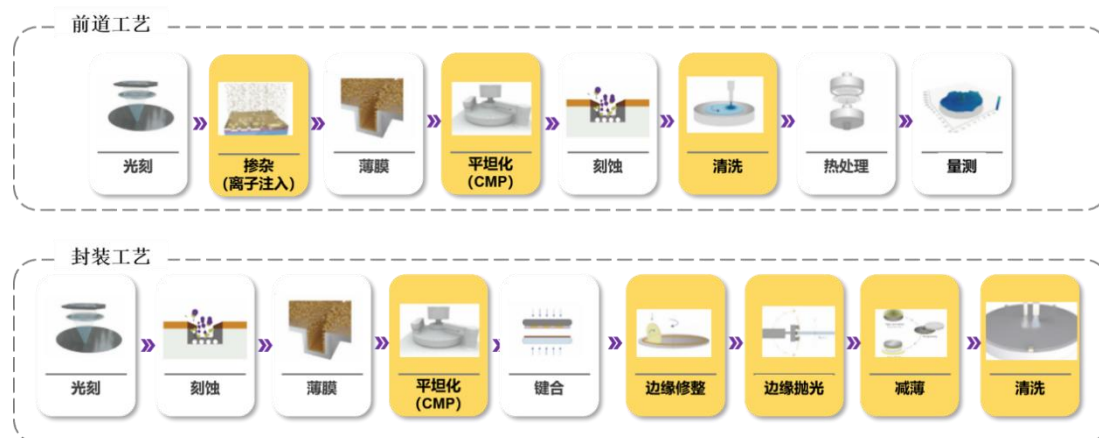 前道工艺
光刻
掺杂
(离子注入)
薄膜
平坦化
(CMP)
刻蚀
清洗
热处理
量测
封装工艺
光刻
刻蚀
薄膜
平坦化
(CMP)
键合
边缘修整
边缘抛光
减薄
清洗